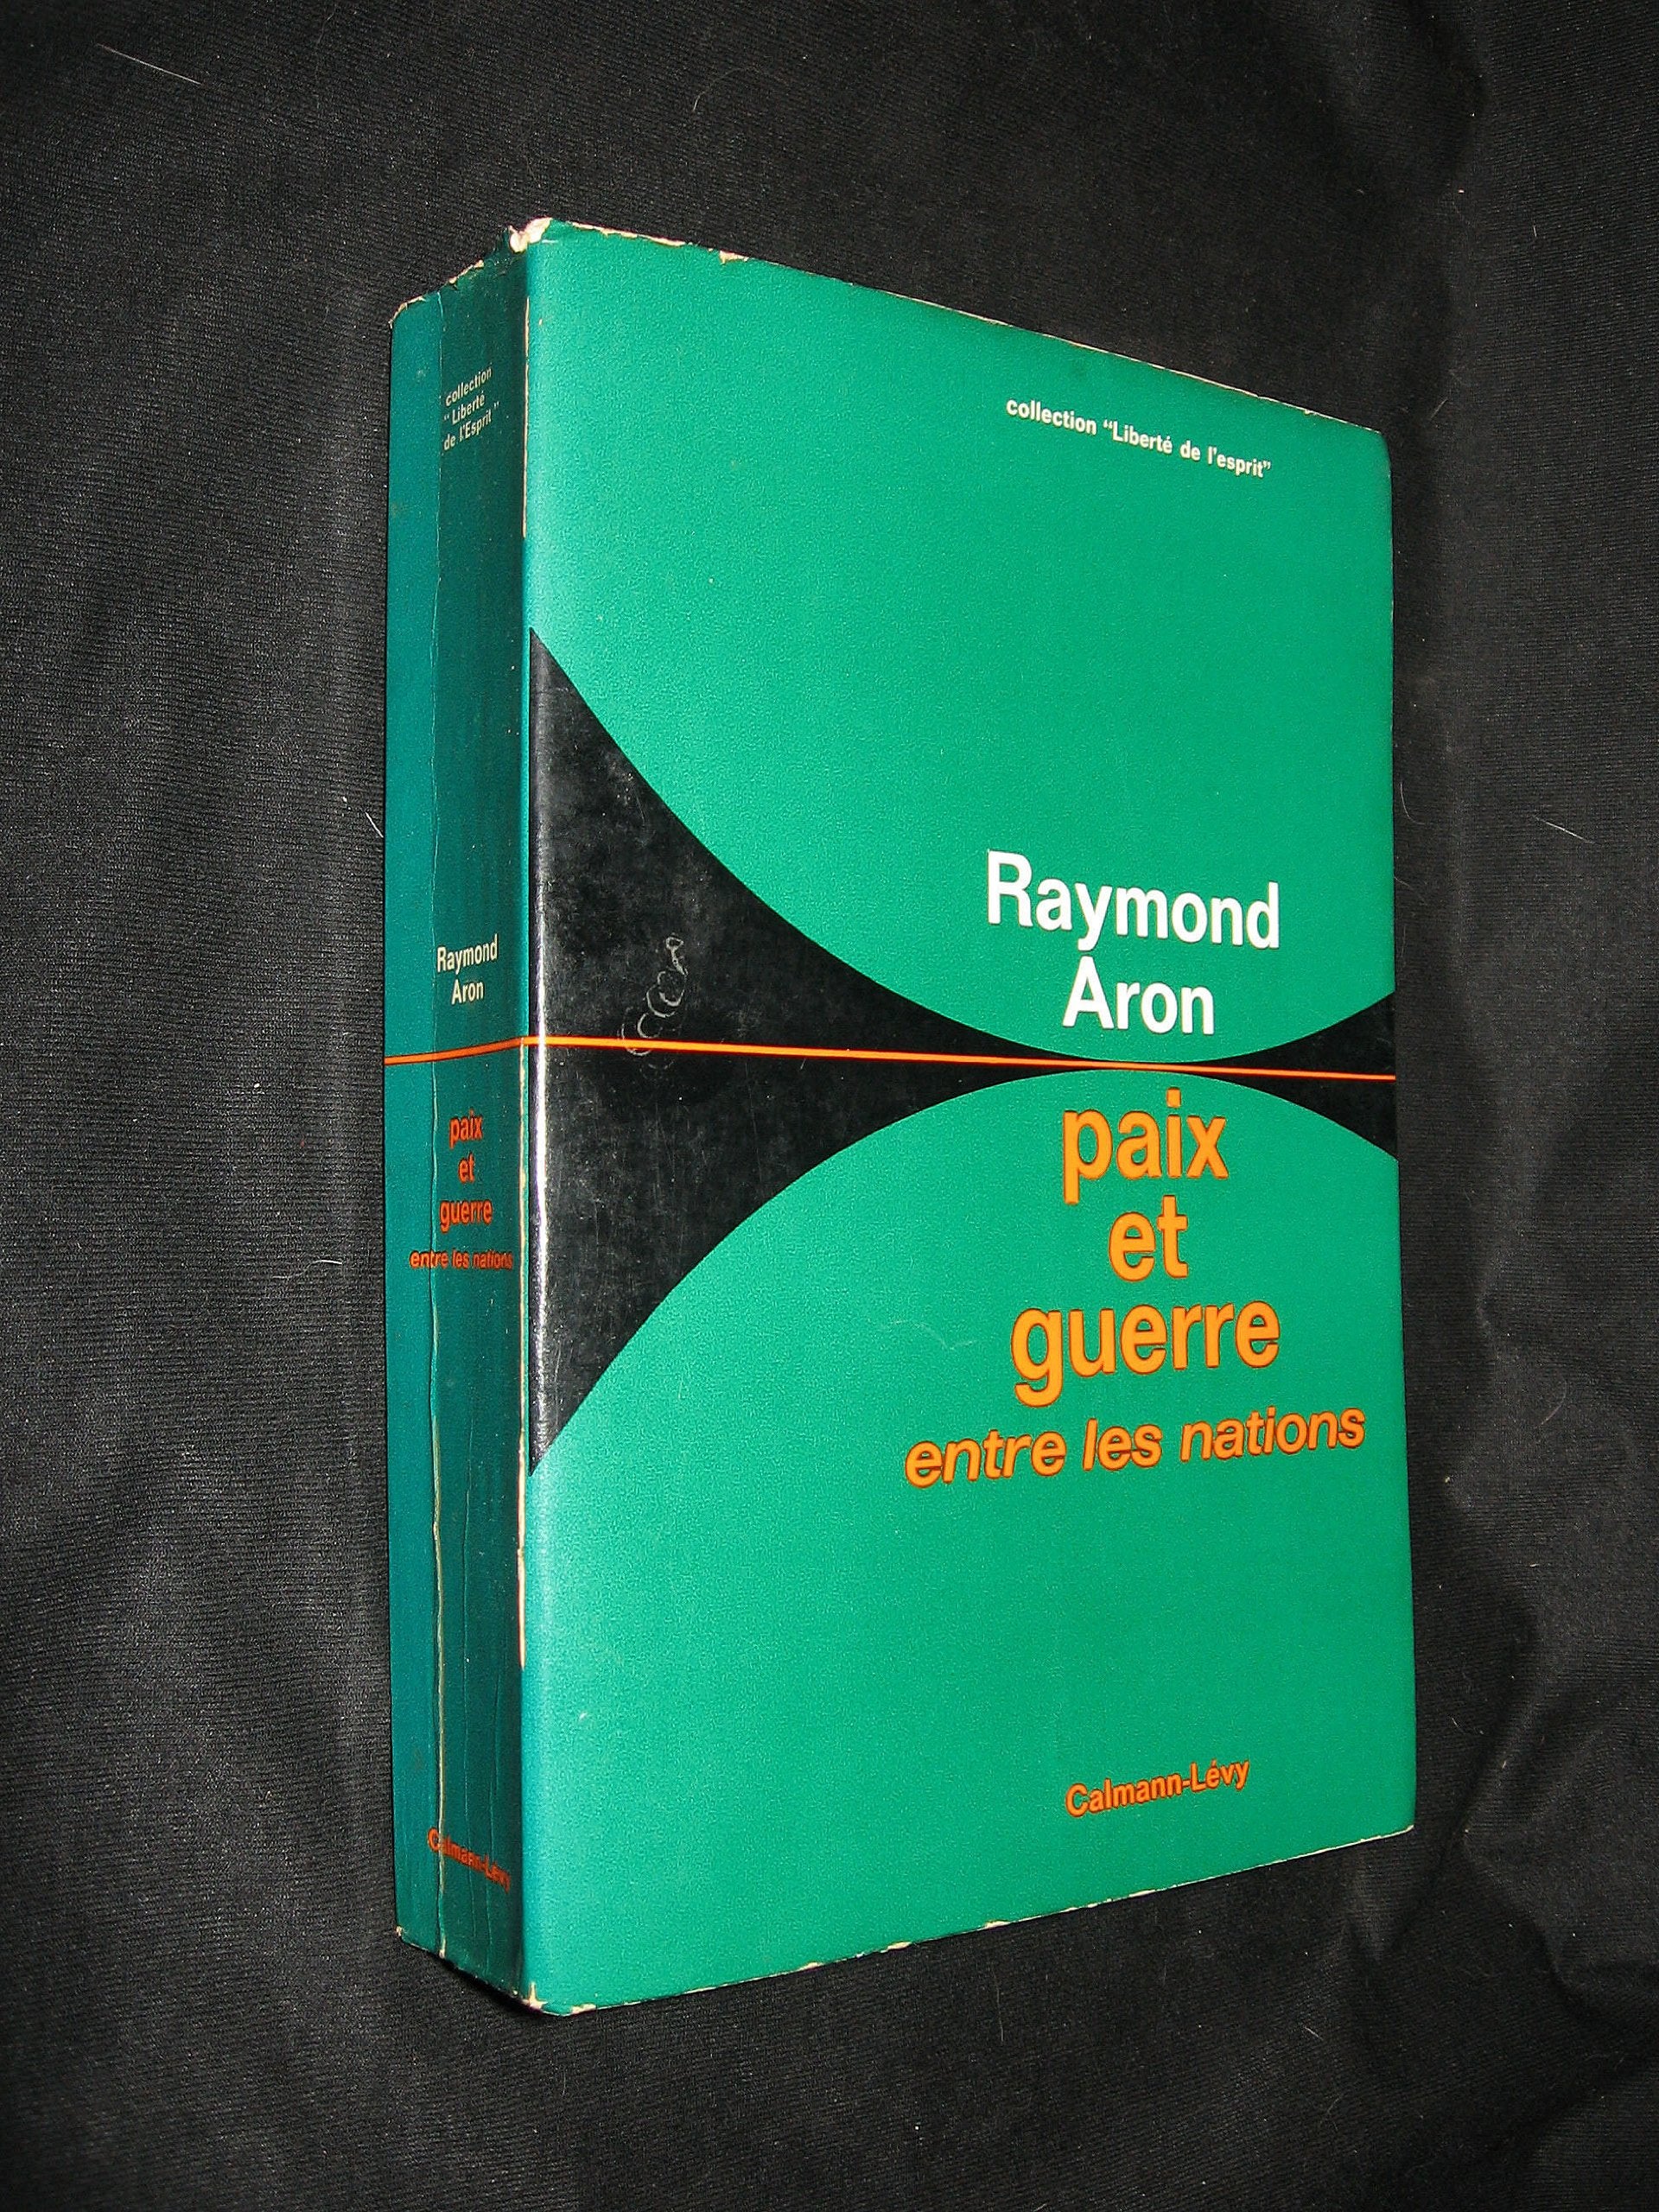 collection
"Liberté
de l'Esprit"
Raymond
Aron
paix
et
guerre
entre les nations
Calmann-Lévy
collection "Liberté de l'esprit"
Raymond
Aron
paix
et
guerre
entre les nations
Calmann-Lévy